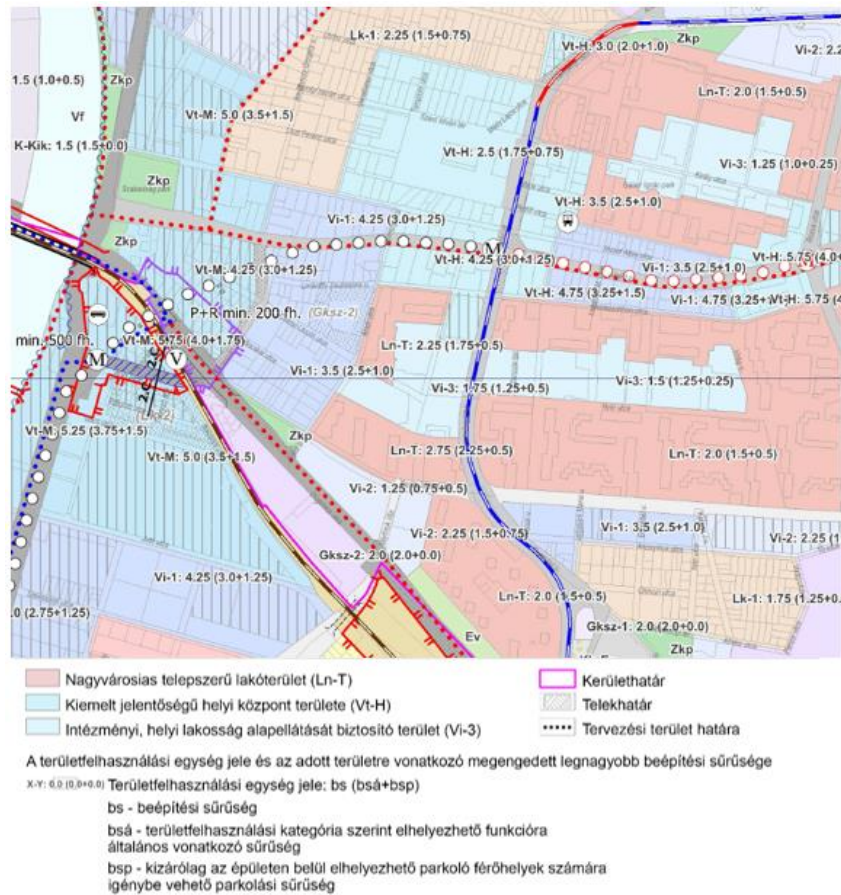 Lk-1: 2.25 (1.5+0.75)
Vt-H: 3.0 (2.0+1.0)
Zkp
Vi-2: 2.2
1.5 (1.0+0.5)
Zkp
Vf
Vt-M: 5.0 (3.5+1.5)
Ln-T: 2.0 (1.5+0.5)
K-Kik: 1.5 (1.5+0.0)
Vt-H: 2.5 (1.75+0.75)
Vi-3: 1.25 (1.0+0.25)
Zkp
Vt-H: 3.5 (2.5+1.0)
Vi-1: 4.25 (3.0+1.25)
Zkp
M
Vt-M: 4.25 (3.0+1.25)
Vt-H: 4.25 (3.0+1.25)
Vi-1: 3.5 (2.5+1.0)
Vt-H: 5.75 (4.0+
Vt-H: 4.75 (3.25+1.5)
Vi-1: 4.75 (3.25+
Vt-H: 5.75 (4
P+R min. 200 fh.
(Gksz-2)
min. 500 fh.
Vt-M: 5.75 (4.0+1.75)
Ln-T: 2.25 (1.75+0.5)
M
V
Vi-1: 3.5 (2.5+1.0)
Vi-3: 1.75 (1.25+0.5)
Vi-3: 1.5 (1.25+0.25)
Vt-M: 5.25 (3.75+1.5)
Zkp
Vt-M: 5.0 (3.5+1.5)
Ln-T: 2.75 (2.25+0.5)
Ln-T: 2.0 (1.5+0.5)
Vi-2: 1.25 (0.75+0.5)
Vi-2: 2.25 (1.5+0.75)
Vi-1: 3.5 (2.5+1.0)
Vi-2: 2.25 (1
Gksz-2: 2.0 (2.0+0.0)
Vi-1: 4.25 (3.0+1.25)
Ln-T: 2.0 (1.5+0.5)
Lk-1: 1.75 (1.25+0.
.0 (2.75+1.25)
Gksz-1: 2.0 (2.0+0.0)
Ev
Zkp
Nagyvárosias telepszerű lakóterület (Ln-T)
Kerülethatár
Kiemelt jelentőségű helyi központ területe (Vt-H)
Telekhatár
Intézményi, helyi lakosság alapellátását biztosító terület (Vi-3)
Tervezési terület határa
A területfelhasználási egység jele és az adott területre vonatkozó megengedett legnagyobb beépítési sűrűsége
X-Y: 0,0 (0,0+0,0) Területfelhasználási egység jele: bs (bsá+bsp)
bs - beépítési sűrűség
bsá - területfelhasználási kategória szerint elhelyezhető funkcióra
általános vonatkozó sűrűség
bsp - kizárólag az épületen belül elhelyezhető parkoló férőhelyek számára
igénybe vehető parkolási sűrűség